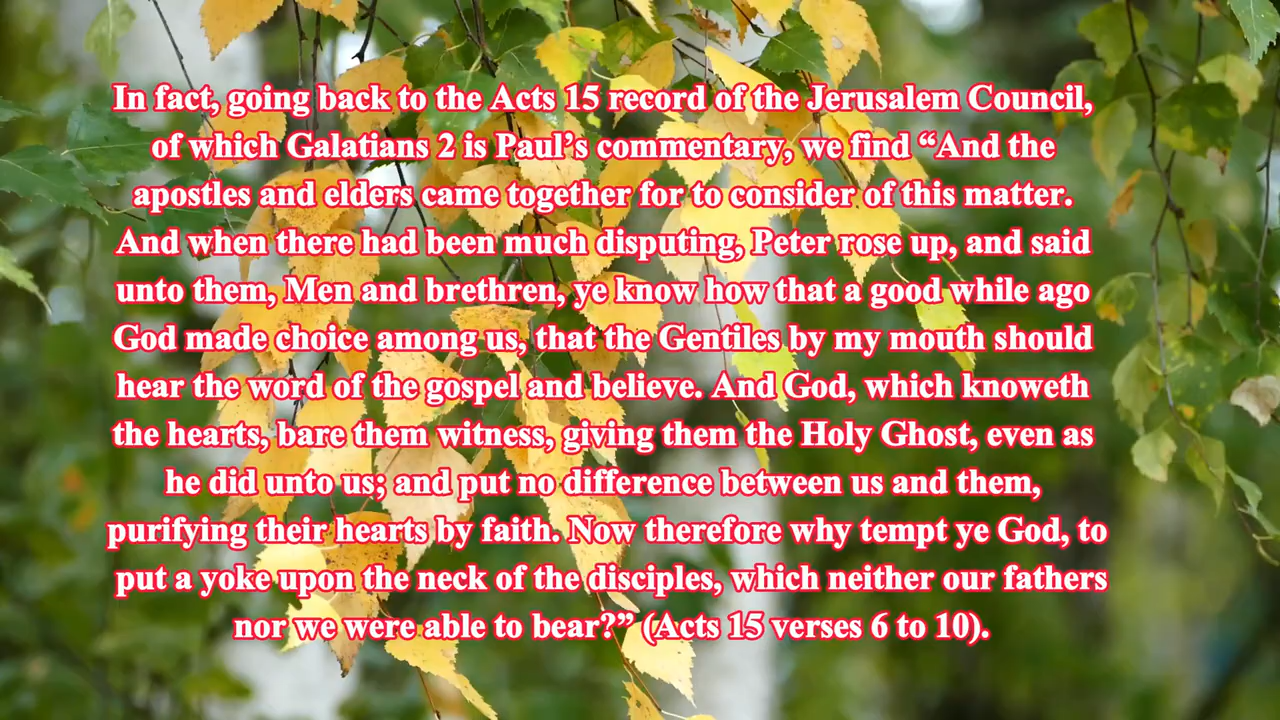 In fact, going back to the Acts 15 record of the Jerusalem Council,
of which Galatians 2 is Paul’s commentary, we find “And the
apostles and elders came together for to consider of this matter.
And when there had been much disputing, Peter rose up, and said
unto them, Men and brethren, ye know how that a good while ago
God made choice among us, that the Gentiles by my mouth should
hear the word of the gospel and believe. And God, which knoweth
the hearts, bare them witness, giving them the Holy Ghost, even as
he did unto us; and put no difference between us and them,
purifying their hearts by faith. Now therefore why tempt ye God, to
put a yoke upon the neck of the disciples, which neither our fathers
nor we were able to bear?” (Acts 15 verses 6 to 10).